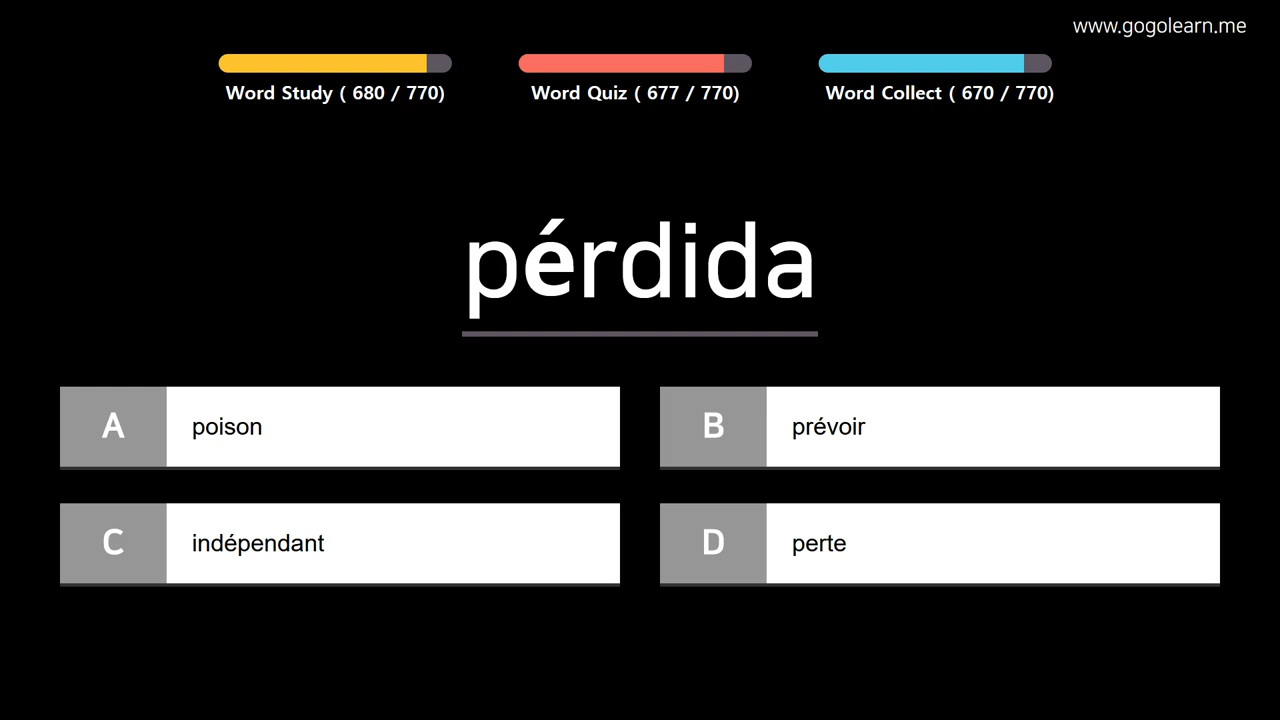 www.gogolearn.me
Word Study ( 680 / 770)
Word Quiz ( 677 / 770)
Word Collect ( 670 / 770)
pérdida
A poison
B prévoir
C indépendant
D perte